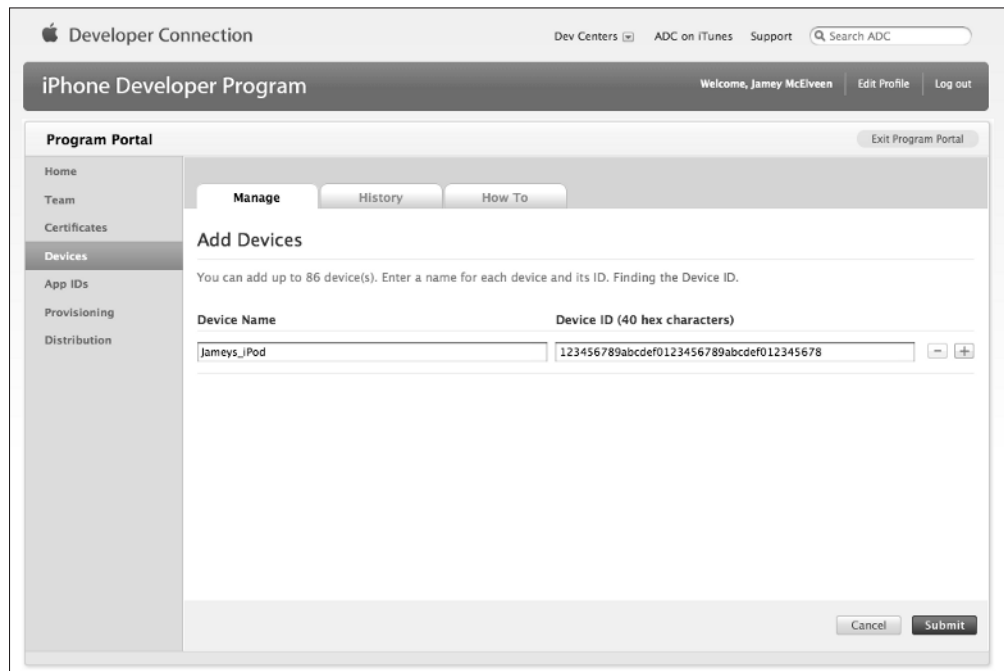 Developer Connection
Dev Centers ADC on iTunes Support Search ADC
iPhone Developer Program
Welcome, Jamey McElveen Edit Profile Log out
Program Portal
Exit Program Portal
Home
Team
Certificates
Devices
App IDs
Provisioning
Distribution
Manage History How To
Add Devices
You can add up to 86 device(s). Enter a name for each device and its ID. Finding the Device ID.
Device Name Device ID (40 hex characters)
Jameys_iPod 123456789abcdef0123456789abcdef012345678
Cancel Submit